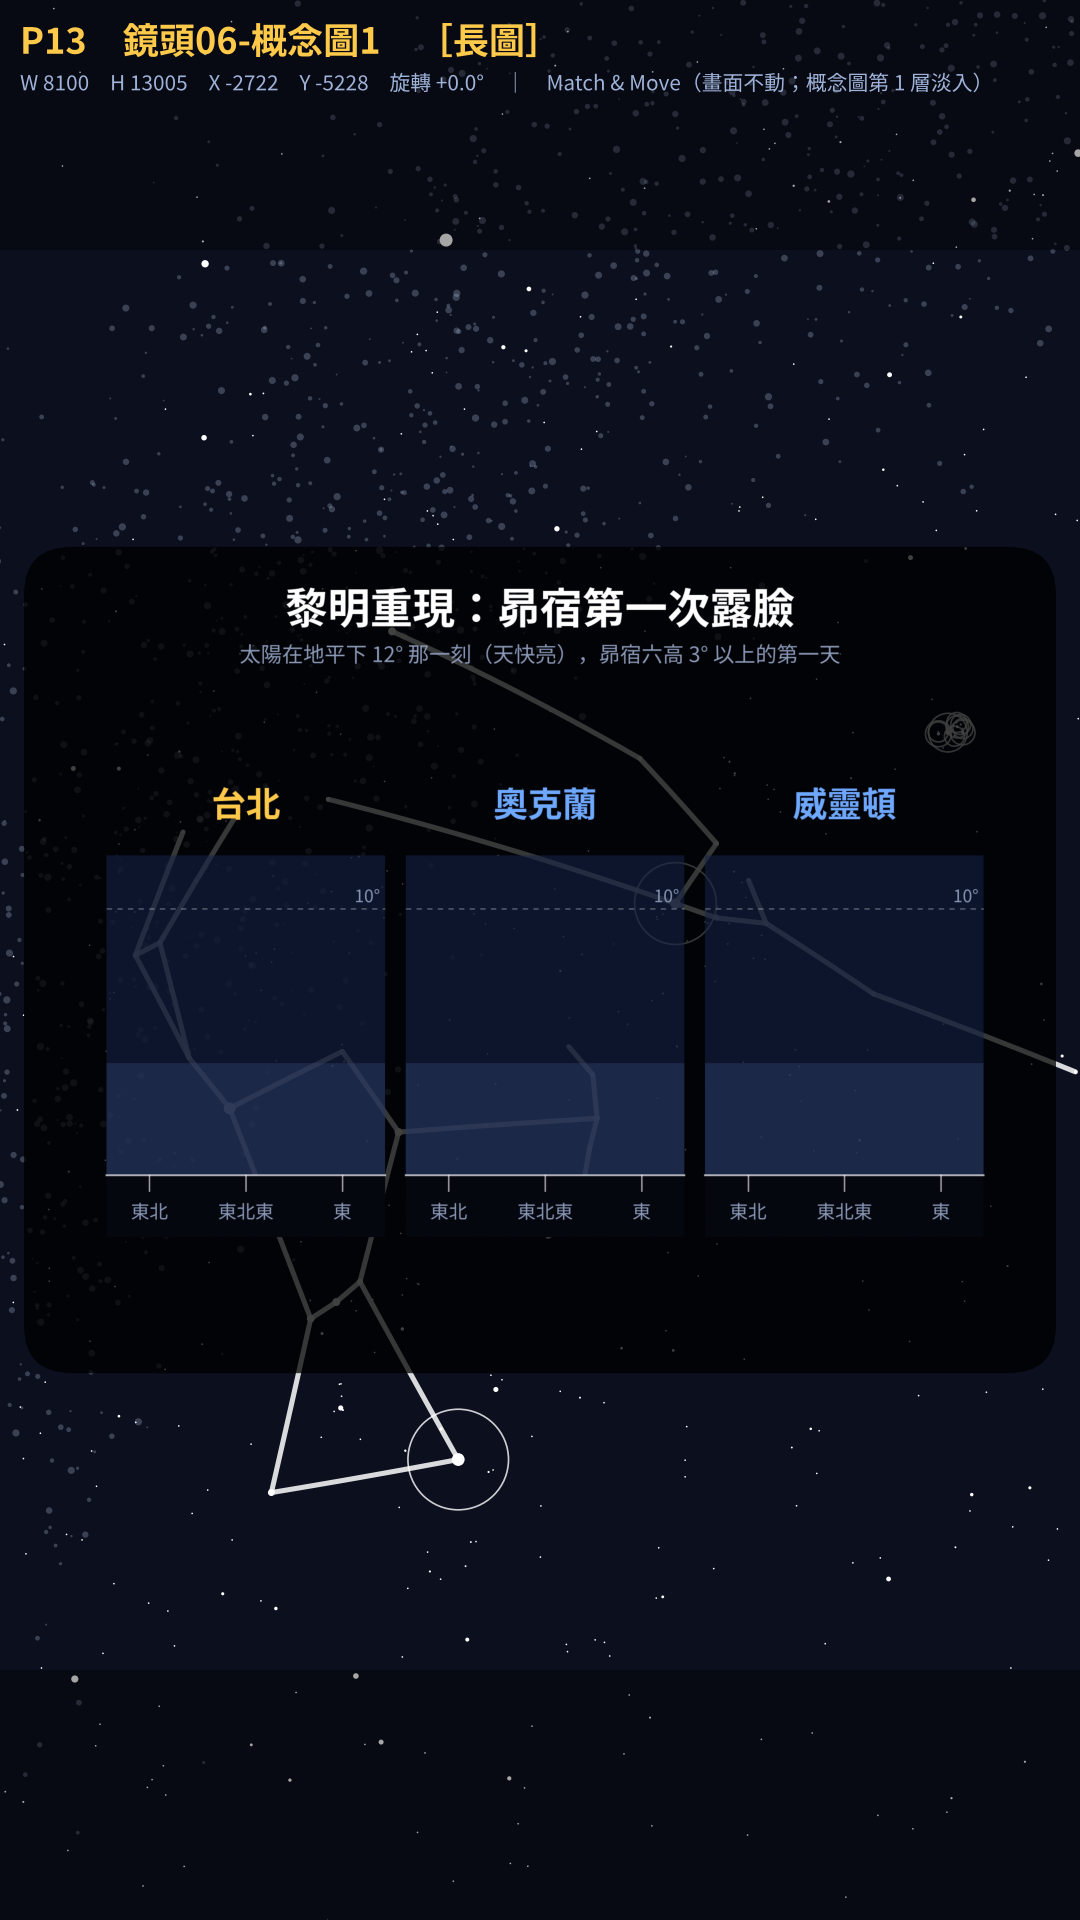 P13 鏡頭06-概念圖1 [長圖]
W 8100 H 13005 X -2722 Y -5228 旋轉 +0.0° | Match & Move（畫面不動；概念圖第 1 層淡入）
黎明重現：昴宿第一次露臉
太陽在地平下 12° 那一刻（天快亮），昴宿六高 3° 以上的第一天
台北 奧克蘭 威靈頓
10° 10° 10°
東北 東北東 東 東北 東北東 東 東北 東北東 東